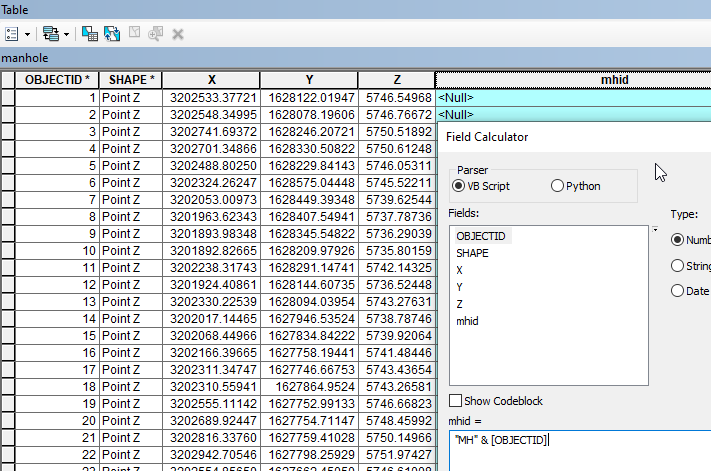 Table
manhole
OBJECTID * SHAPE * X Y Z mhid
1 Point Z 3202533.37721 1628122.01947 5746.54968 <Null>
2 Point Z 3202548.34995 1628078.19606 5746.76672 <Null>
3 Point Z 3202741.69372 1628246.20721 5750.51892
4 Point Z 3202701.34866 1628330.50822 5750.61248
5 Point Z 3202488.80250 1628229.84143 5746.05311
6 Point Z 3202324.26247 1628575.04448 5745.52211
7 Point Z 3202053.00973 1628449.39348 5739.62544
8 Point Z 3201963.62343 1628407.54941 5737.78736
9 Point Z 3201893.98348 1628345.54822 5736.29039
10 Point Z 3201892.82665 1628209.97926 5735.80159
11 Point Z 3202238.31743 1628291.14741 5742.14325
12 Point Z 3201924.40861 1628144.60735 5736.52448
13 Point Z 3202330.22539 1628094.03954 5743.27631
14 Point Z 3202017.14465 1627946.53524 5738.78746
15 Point Z 3202068.44966 1627834.84222 5739.92064
16 Point Z 3202166.39665 1627758.19441 5741.48446
17 Point Z 3202311.34747 1627746.66753 5743.43654
18 Point Z 3202310.55941 1627864.9524 5743.26581
19 Point Z 3202555.11142 1627752.99133 5746.66823
20 Point Z 3202689.92447 1627754.71147 5748.45992
21 Point Z 3202816.33760 1627759.41028 5750.14966
22 Point Z 3202942.70546 1627798.25929 5751.97427
Field Calculator
Parser
VB Script Python
Fields:
Type:
OBJECTID
SHAPE
X
Y
Z
mhid
Numb
String
Date
Show Codeblock
mhid =
"MH" & [OBJECTID]